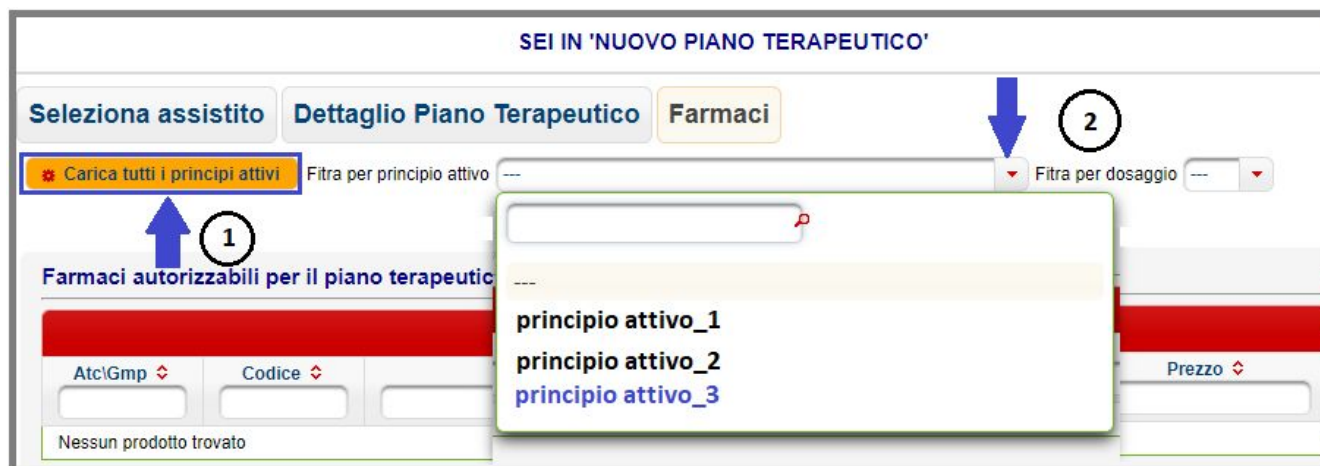 SEI IN 'NUOVO PIANO TERAPEUTICO'
Seleziona assistito Dettaglio Piano Terapeutico Farmaci
2
Carica tutti i principi attivi Fitra per principio attivo --- Fitra per dosaggio ---
1
Farmaci autorizzabili per il piano terapeutic
---
principio attivo_1
principio attivo_2
Atc\Gmp Codice Prezzo
principio attivo_3
Nessun prodotto trovato